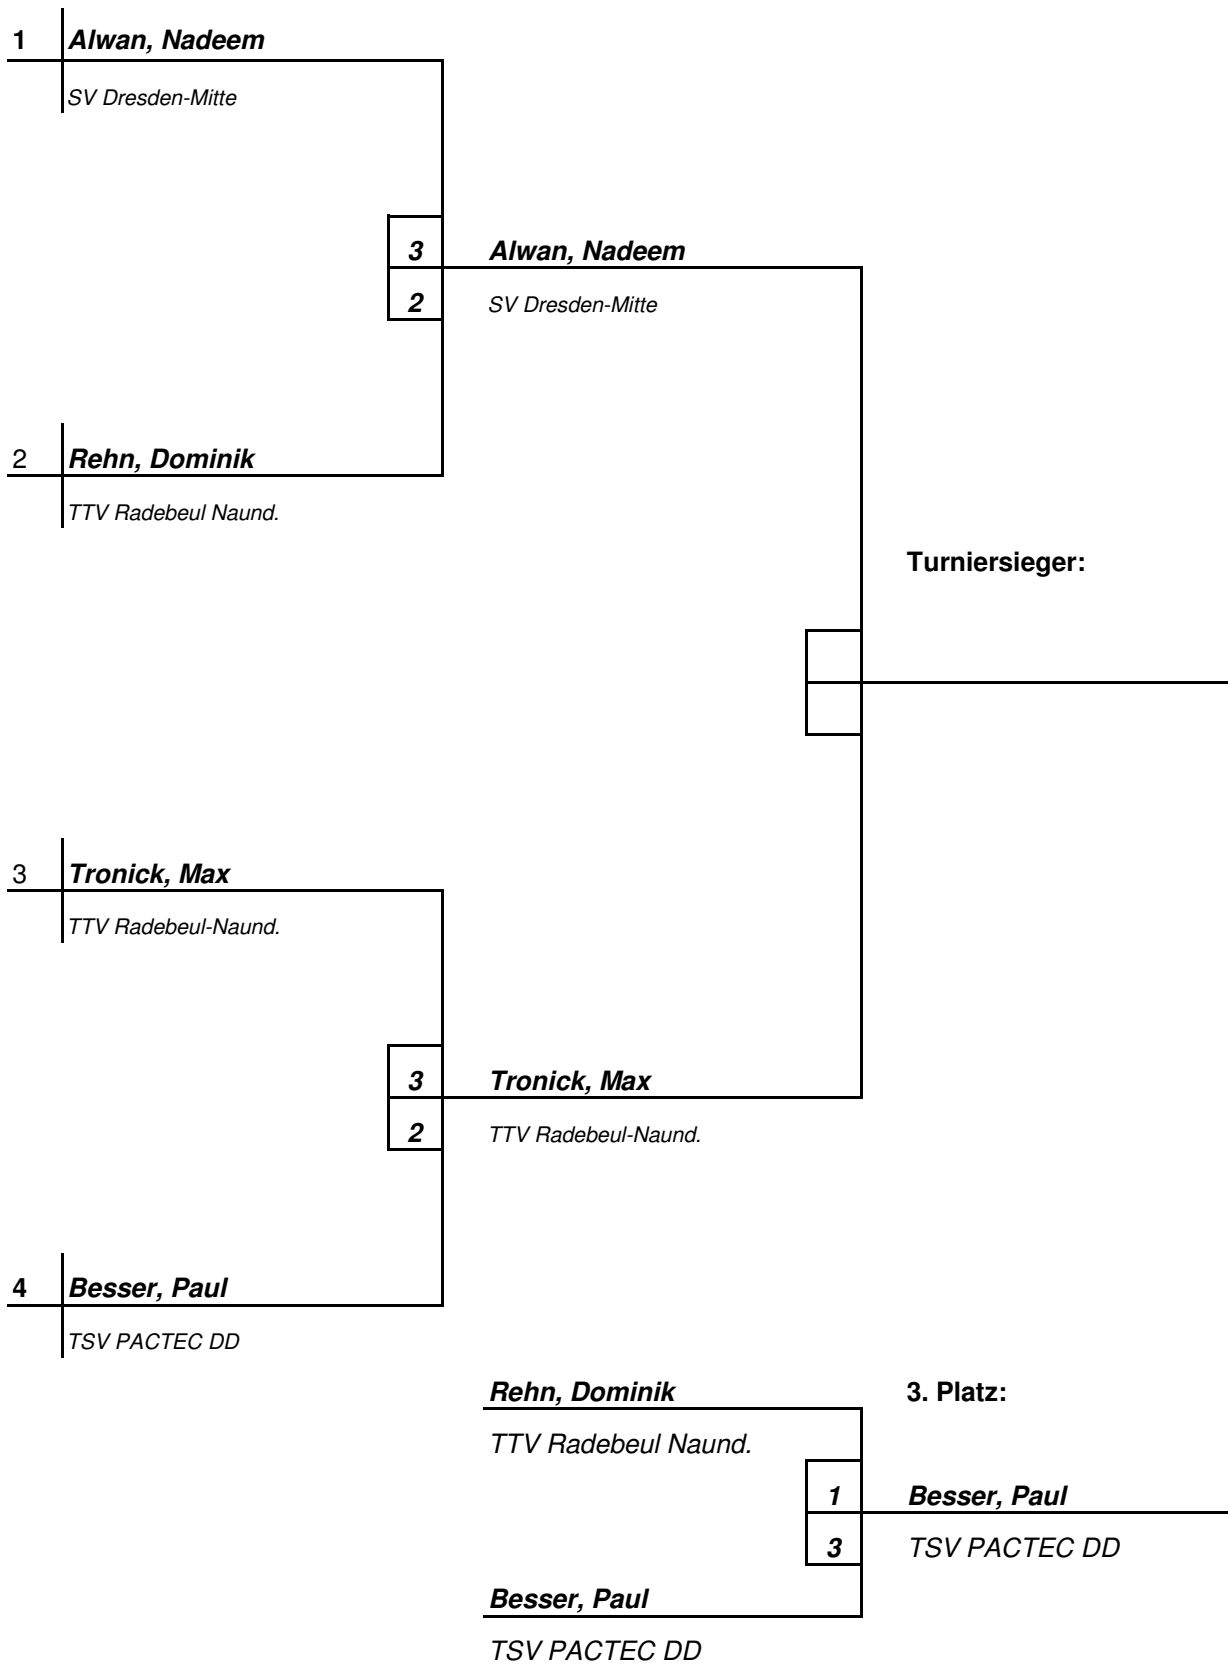 1 Alwan, Nadeem
SV Dresden-Mitte
3 Alwan, Nadeem
2 SV Dresden-Mitte
2 Rehn, Dominik
TTV Radebeul Naund.
Turniersieger:
3 Tronick, Max
TTV Radebeul-Naund.
3 Tronick, Max
2 TTV Radebeul-Naund.
4 Besser, Paul
TSV PACTEC DD
Rehn, Dominik 3. Platz:
TTV Radebeul Naund.
1 Besser, Paul
3 TSV PACTEC DD
Besser, Paul
TSV PACTEC DD